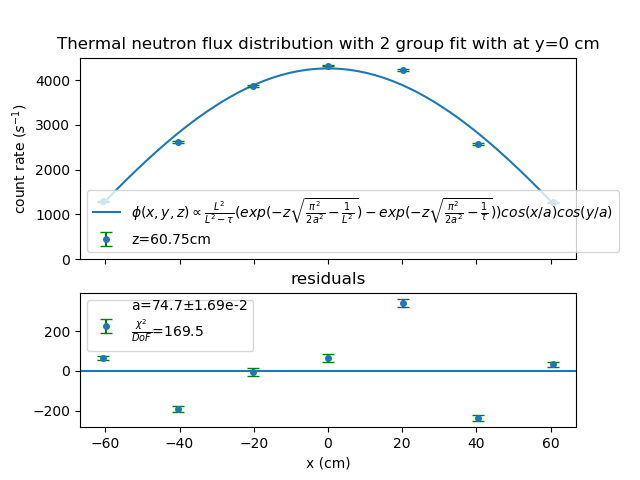 Thermal neutron flux distribution with 2 group fit with at y=0 cm
4000
3000
2000
1000
0
count rate (s⁻¹)
ϕ(x, y, z) ∝ L²/(L² − τ) (exp(−z√(π²/2a² − 1/L²)) − exp(−z√(π²/2a² − 1/τ)))cos(x/a)cos(y/a)
z=60.75cm
residuals
a=74.7±1.69e-2
χ²/DoF=169.5
200
0
−200
−60 −40 −20 0 20 40 60
x (cm)